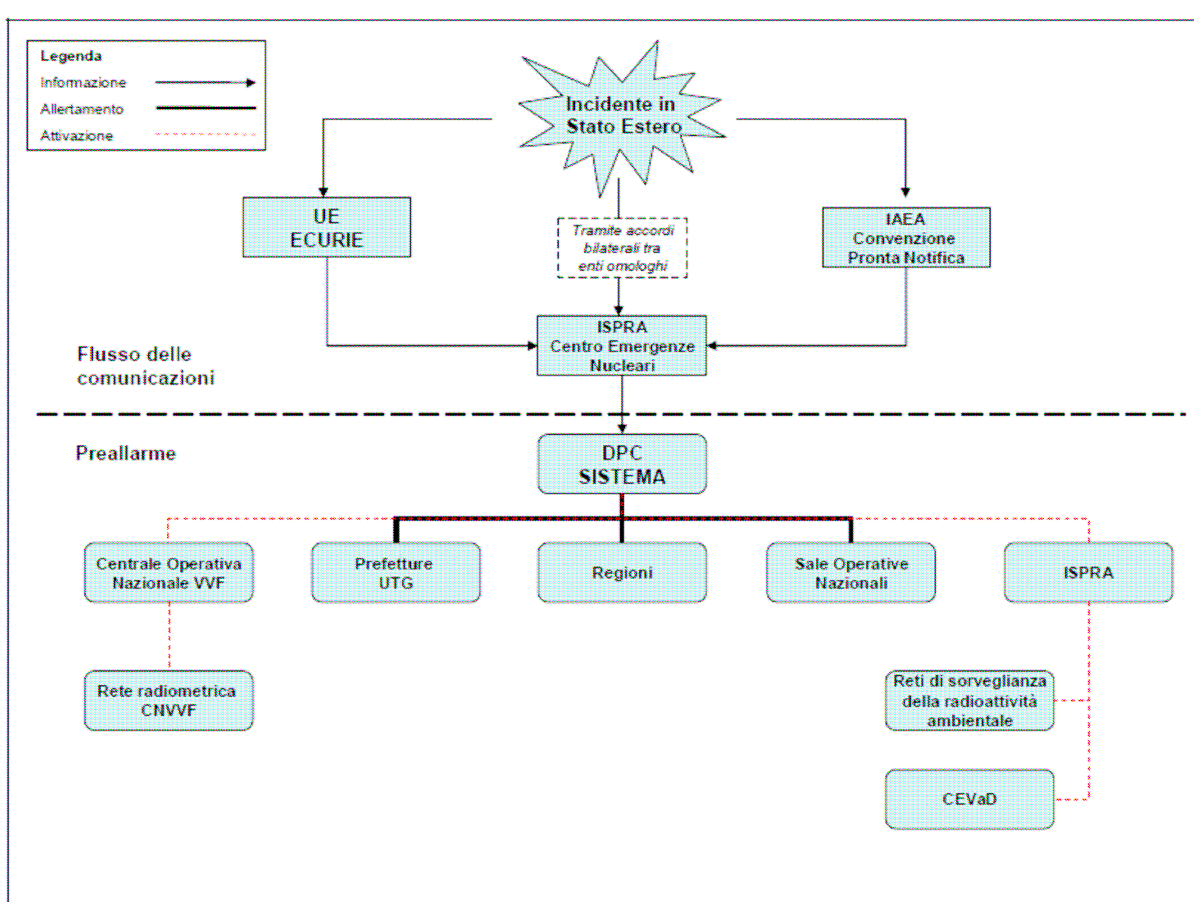 Legenda
Informazione
Allertamento
Attivazione
Incidente in
Stato Estero
UE
ECURIE
Tramite accordi
bilaterali tra
enti omologhi
IAEA
Convenzione
Pronta Notifica
ISPRA
Centro Emergenze
Nucleari
Flusso delle
comunicazioni
Preallarme
DPC
SISTEMA
Centrale Operativa
Nazionale VVF
Prefetture
UTG
Regioni
Sale Operative
Nazionali
ISPRA
Rete radiometrica
CNVVF
Reti di sorveglianza
della radioattività
ambientale
CEVaD